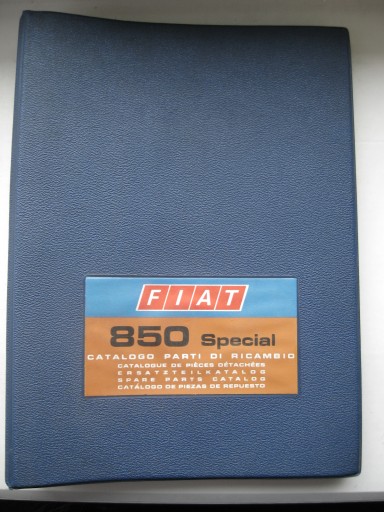 FIAT
850 Special
CATALOGO PARTI DI RICAMBIO
CATALOGUE DE PIÈCES DÉTACHÉES
ERSATZTEILKATALOG
SPARE PARTS CATALOG
CATÁLOGO DE PIEZAS DE REPUESTO